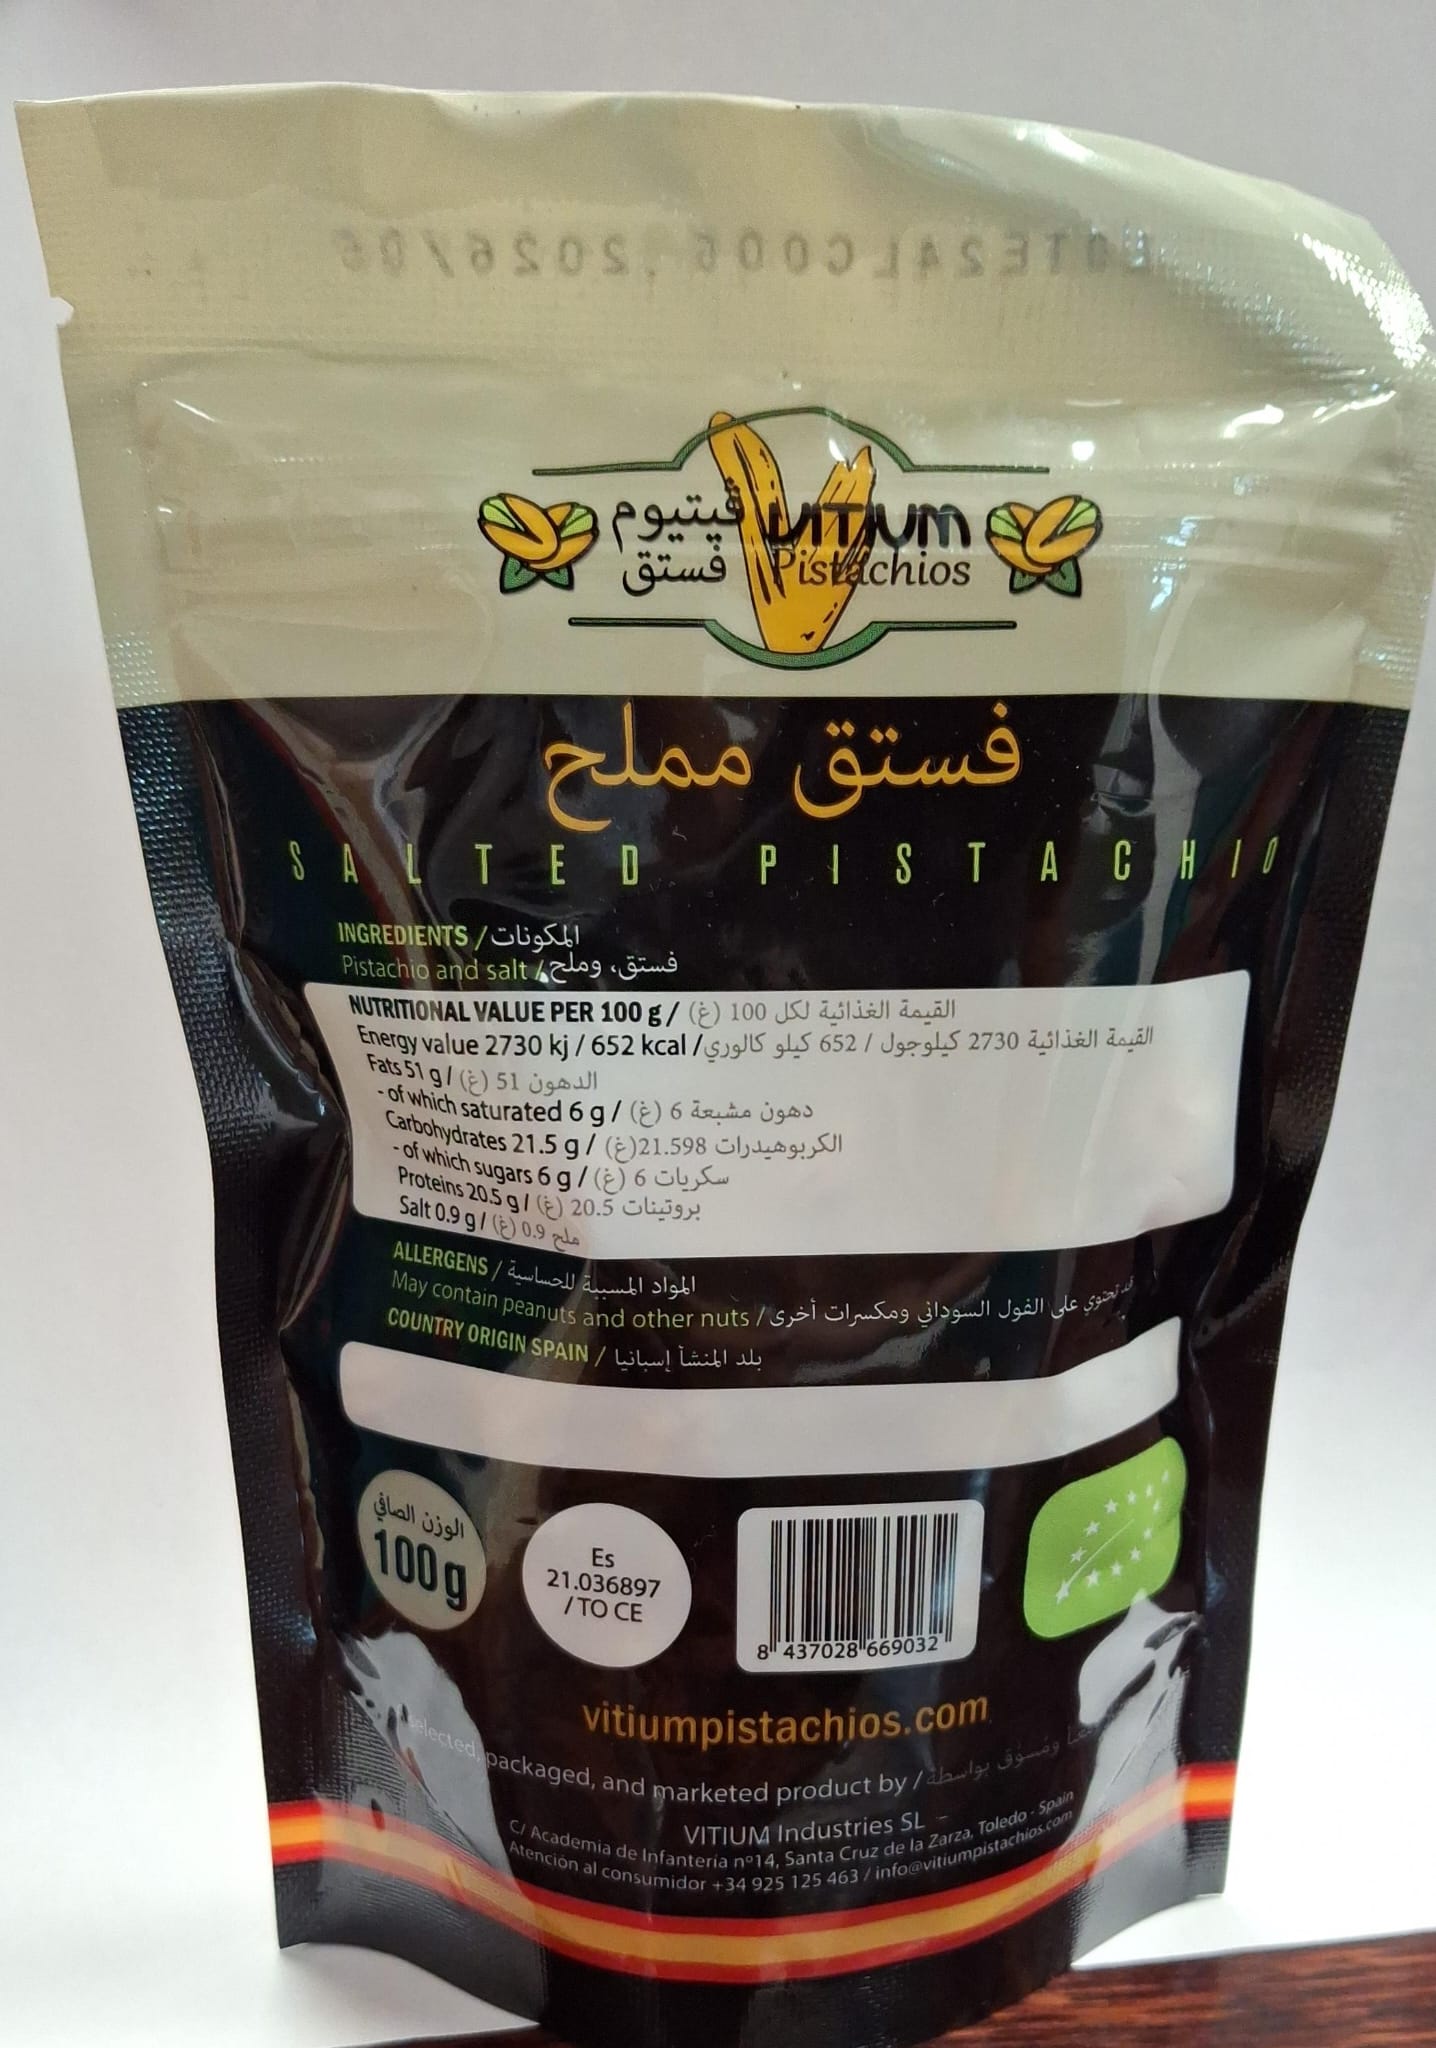 LOTE24LC006 2026/06
ڤيتيوم VITIUM
فستق Pistachios
فستق مملح
SALTED PISTACHIO
INGREDIENTS / المكونات
Pistachio and salt / فستق، وملح
NUTRITIONAL VALUE PER 100 g / القيمة الغذائية لكل 100 (غ)
Energy value 2730 kj / 652 kcal / القيمة الغذائية 2730 كيلوجول / 652 كيلو كالوري
Fats 51 g / الدهون 51 (غ)
- of which saturated 6 g / دهون مشبعة 6 (غ)
Carbohydrates 21.5 g / الكربوهيدرات 21.598(غ)
- of which sugars 6 g / سكريات 6 (غ)
Proteins 20.5 g / بروتينات 20.5 (غ)
Salt 0.9 g / ملح 0.9 (غ)
ALLERGENS / المواد المسببة للحساسية
May contain peanuts and other nuts / قد تحتوي على الفول السوداني ومكسرات أخرى
COUNTRY ORIGIN SPAIN / بلد المنشأ إسبانيا
الوزن الصافي
100g
Es
21.036897
/ TO CE
8 437028 669032
vitiumpistachios.com
selected, packaged, and marketed product by / ومُسوّق بواسطة
VITIUM Industries SL
C/ Academia de Infantería nº14, Santa Cruz de la Zarza, Toledo - Spain
Atención al consumidor +34 925 125 463 / info@vitiumpistachios.com